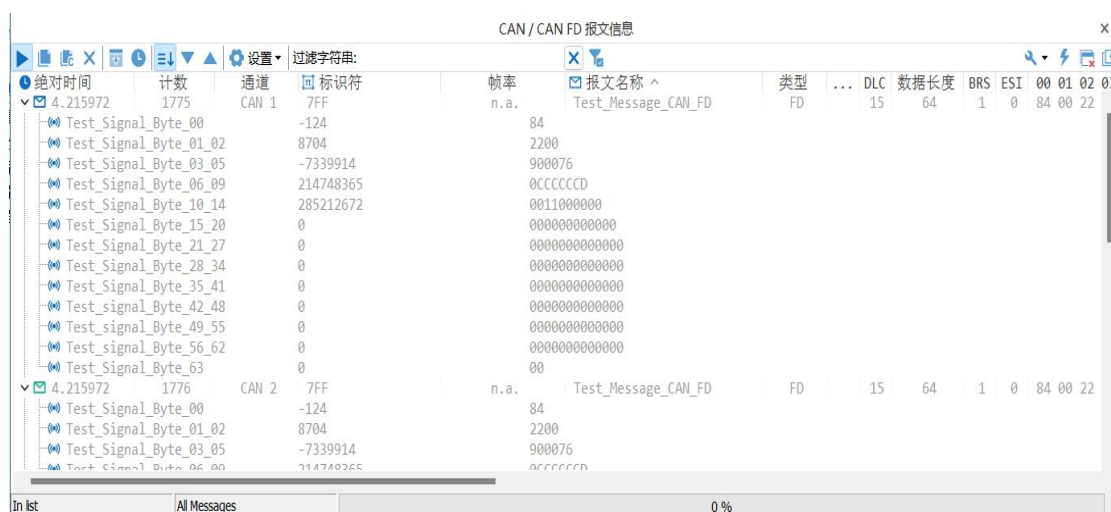 CAN / CAN FD 报文信息
设置 过滤字符串:
绝对时间 计数 通道 标识符 帧率 报文名称 类型 ... DLC 数据长度 BRS ESI 00 01 02 03
4.215972 1775 CAN 1 7FF n.a. Test_Message_CAN_FD FD 15 64 1 0 84 00 22
Test_Signal_Byte_00 -124 84
Test_Signal_Byte_01_02 8704 2200
Test_Signal_Byte_03_05 -7339914 900076
Test_Signal_Byte_06_09 214748365 0CCCCCCD
Test_Signal_Byte_10_14 285212672 0011000000
Test_Signal_Byte_15_20 0 000000000000
Test_Signal_Byte_21_27 0 00000000000000
Test_Signal_Byte_28_34 0 00000000000000
Test_Signal_Byte_35_41 0 00000000000000
Test_signal_Byte_42_48 0 00000000000000
Test_signal_Byte_49_55 0 00000000000000
Test_signal_Byte_56_62 0 00000000000000
Test_Signal_Byte_63 0 00
4.215972 1776 CAN 2 7FF n.a. Test_Message_CAN_FD FD 15 64 1 0 84 00 22
Test_Signal_Byte_00 -124 84
Test_Signal_Byte_01_02 8704 2200
Test_Signal_Byte_03_05 -7339914 900076
Test_Signal_Byte_06_09 214748365 0CCCCCCD
In list All Messages 0 %